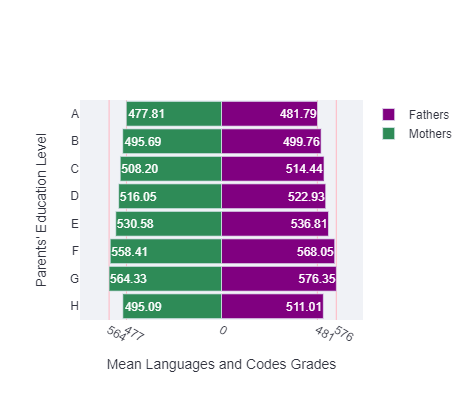 A 477.81 481.79 Fathers
B 495.69 499.76 Mothers
C 508.20 514.44
D 516.05 522.93
E 530.58 536.81
F 558.41 568.05
G 564.33 576.35
H 495.09 511.01
564 477 0 481 576
Parents' Education Level
Mean Languages and Codes Grades